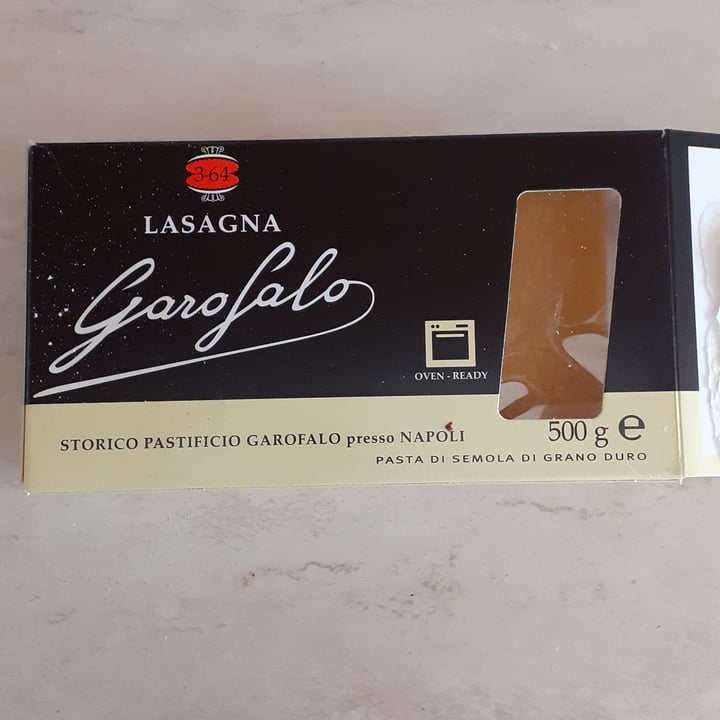 3-64
LASAGNA
Garofalo
OVEN - READY
STORICO PASTIFICIO GAROFALO presso NAPOLI
500 g e
PASTA DI SEMOLA DI GRANO DURO